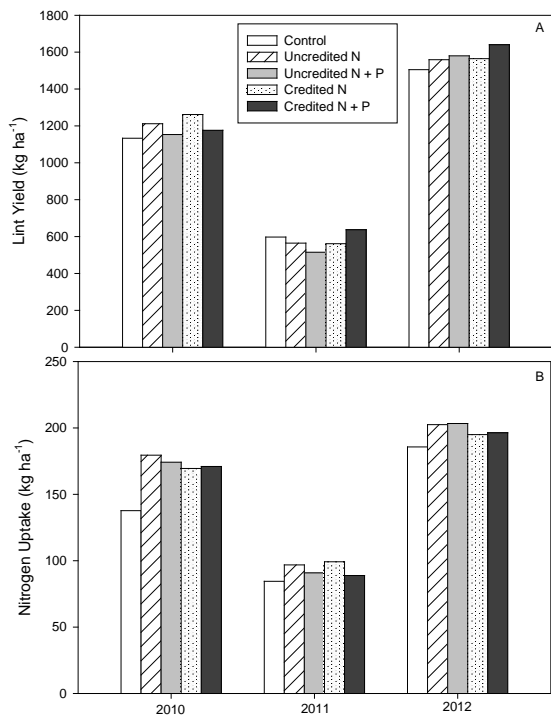 A
1800
1600
1400
1200
1000
800
600
400
200
0
Lint Yield (kg ha-1)
Control
Uncredited N
Uncredited N + P
Credited N
Credited N + P
B
250
200
150
100
50
0
Nitrogen Uptake (kg ha-1)
2010 2011 2012